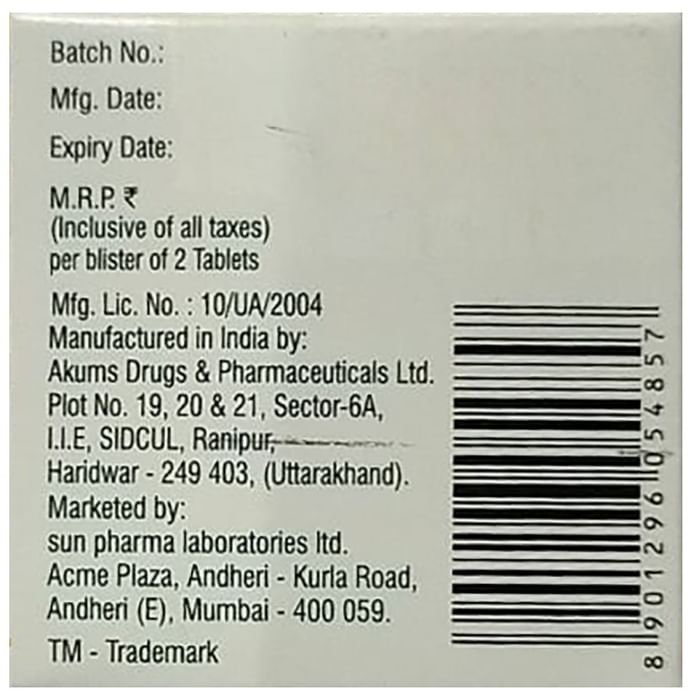 Batch No.:
Mfg. Date:
Expiry Date:
M.R.P. ₹
(Inclusive of all taxes)
per blister of 2 Tablets
Mfg. Lic. No. : 10/UA/2004
Manufactured in India by:
Akums Drugs & Pharmaceuticals Ltd.
Plot No. 19, 20 & 21, Sector-6A,
I.I.E, SIDCUL, Ranipur,
Haridwar - 249 403, (Uttarakhand).
Marketed by:
sun pharma laboratories ltd.
Acme Plaza, Andheri - Kurla Road,
Andheri (E), Mumbai - 400 059.
TM - Trademark
8 901296 054857